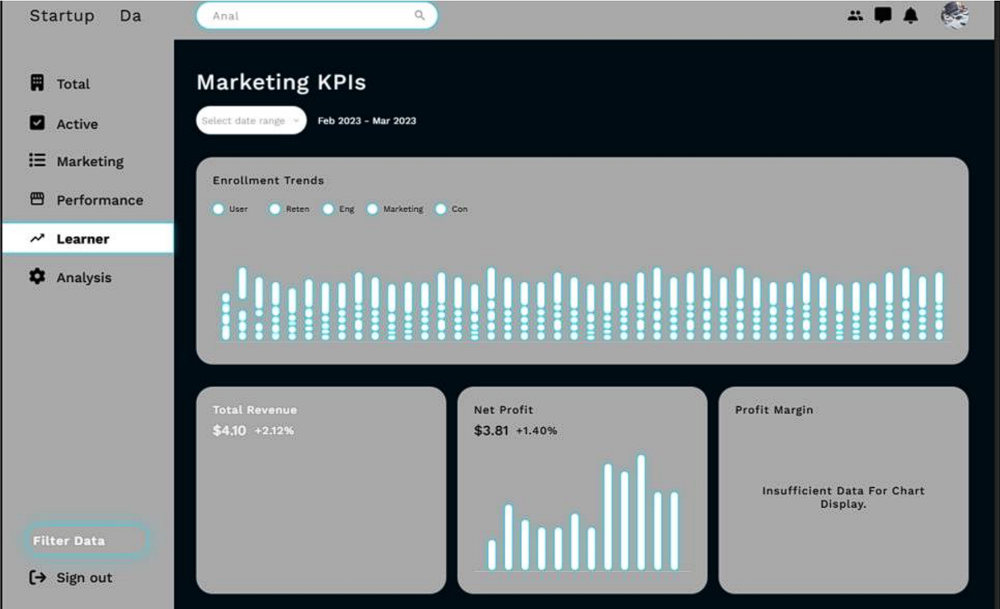 Startup Da
Anal
Total
Active
Marketing
Performance
Learner
Analysis
Filter Data
Sign out
Marketing KPIs
Select date range
Feb 2023 - Mar 2023
Enrollment Trends
User Reten Eng Marketing Con
Total Revenue
$4.10 +2.12%
Net Profit
$3.81 +1.40%
Profit Margin
Insufficient Data For Chart
Display.